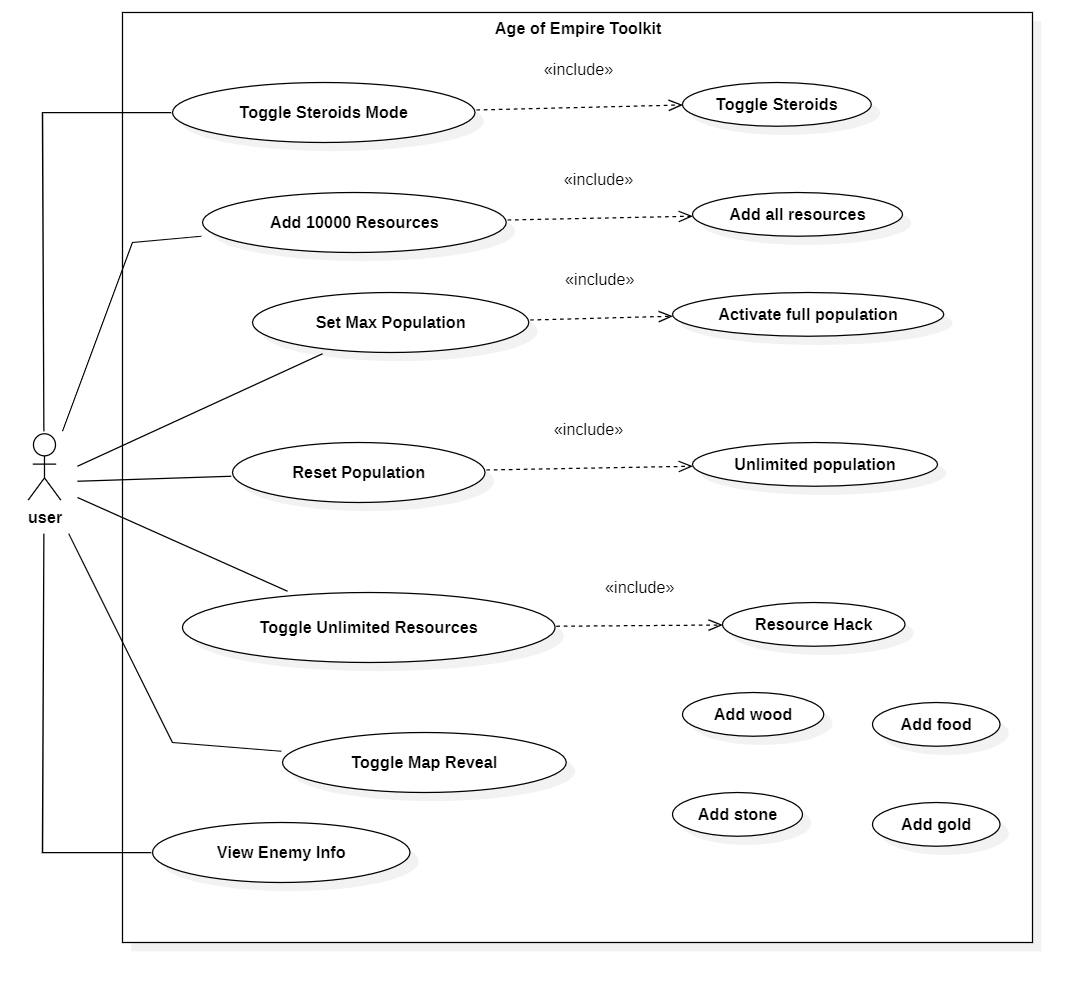 Age of Empire Toolkit
«include»
Toggle Steroids Mode
Toggle Steroids
«include»
Add 10000 Resources
Add all resources
«include»
Set Max Population
Activate full population
«include»
Reset Population
Unlimited population
user
«include»
Toggle Unlimited Resources
Resource Hack
Add wood
Add food
Toggle Map Reveal
Add stone
Add gold
View Enemy Info